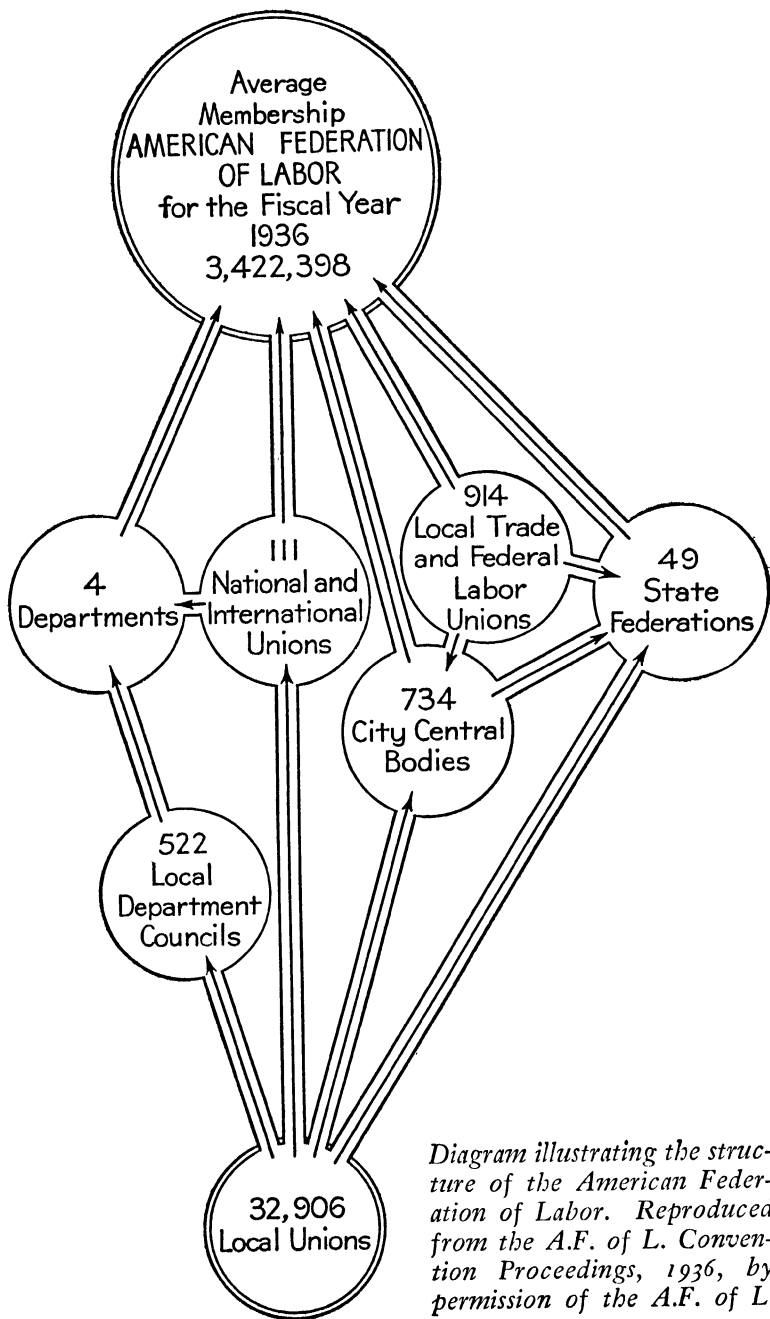 Average
Membership
AMERICAN FEDERATION
OF LABOR
for the Fiscal Year
1936
3,422,398
4
Departments
111
National and
International
Unions
914
Local Trade
and Federal
Labor
Unions
49
State
Federations
734
City Central
Bodies
522
Local
Department
Councils
32,906
Local Unions
Diagram illustrating the struc-
ture of the American Feder-
ation of Labor. Reproduced
from the A.F. of L. Conven-
tion Proceedings, 1936, by
permission of the A.F. of L.